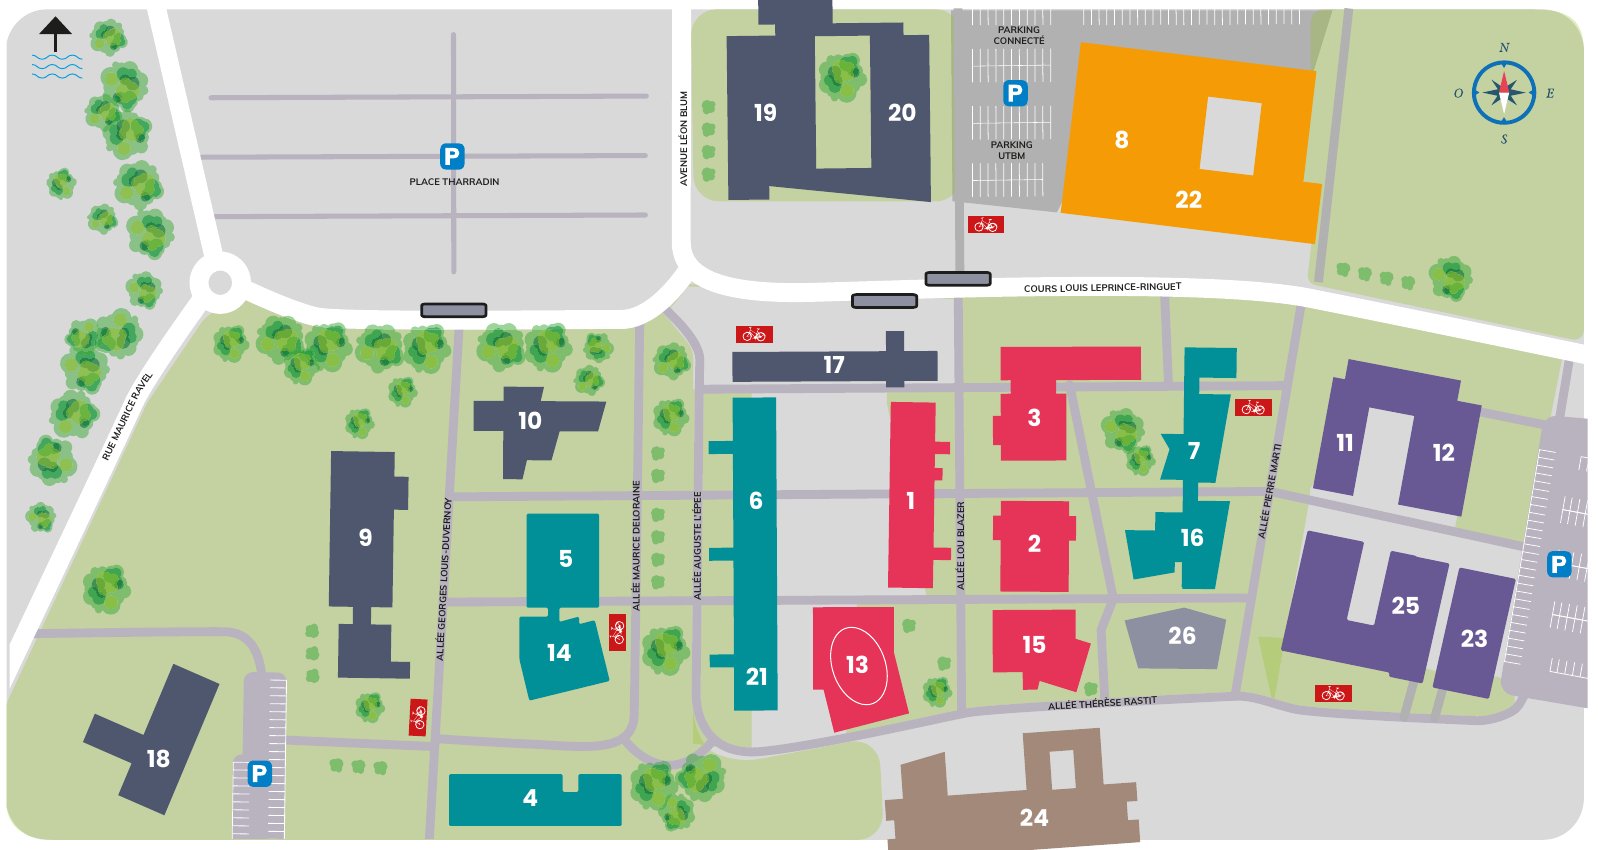 PARKING
CONNECTÉ
P
PARKING
UTBM
19
20
8
22
N
O
E
S
P
PLACE THARRADIN
AVENUE LÉON BLUM
COURS LOUIS LEPRINCE-RINGUET
RUE MAURICE RAVEL
17
10
3
7
11
12
6
1
9
5
2
16
ALLÉE GEORGES LOUIS-DUVERNOY
ALLÉE MAURICE DELORAINE
ALLÉE AUGUSTE L'ÉPÉE
ALLÉE LOU BLAZER
ALLÉE PIERRE MARTI
P
25
23
26
15
14
13
21
ALLÉE THÉRÈSE RASTIT
18
P
4
24